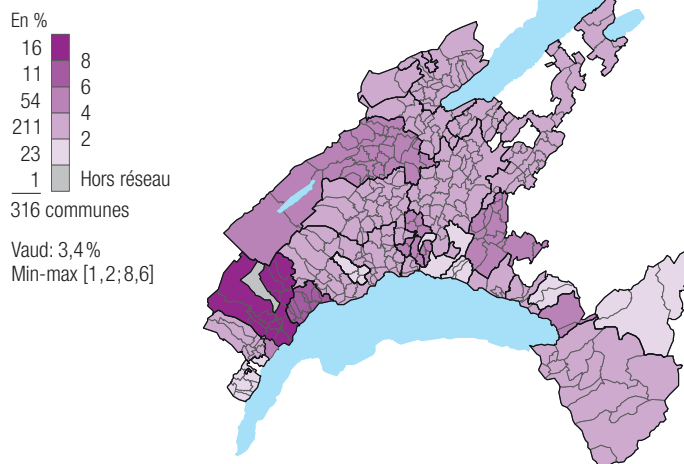 En %
16
8
11
6
54
4
211
2
23
1 Hors réseau
316 communes
Vaud: 3,4%
Min-max [1,2;8,6]